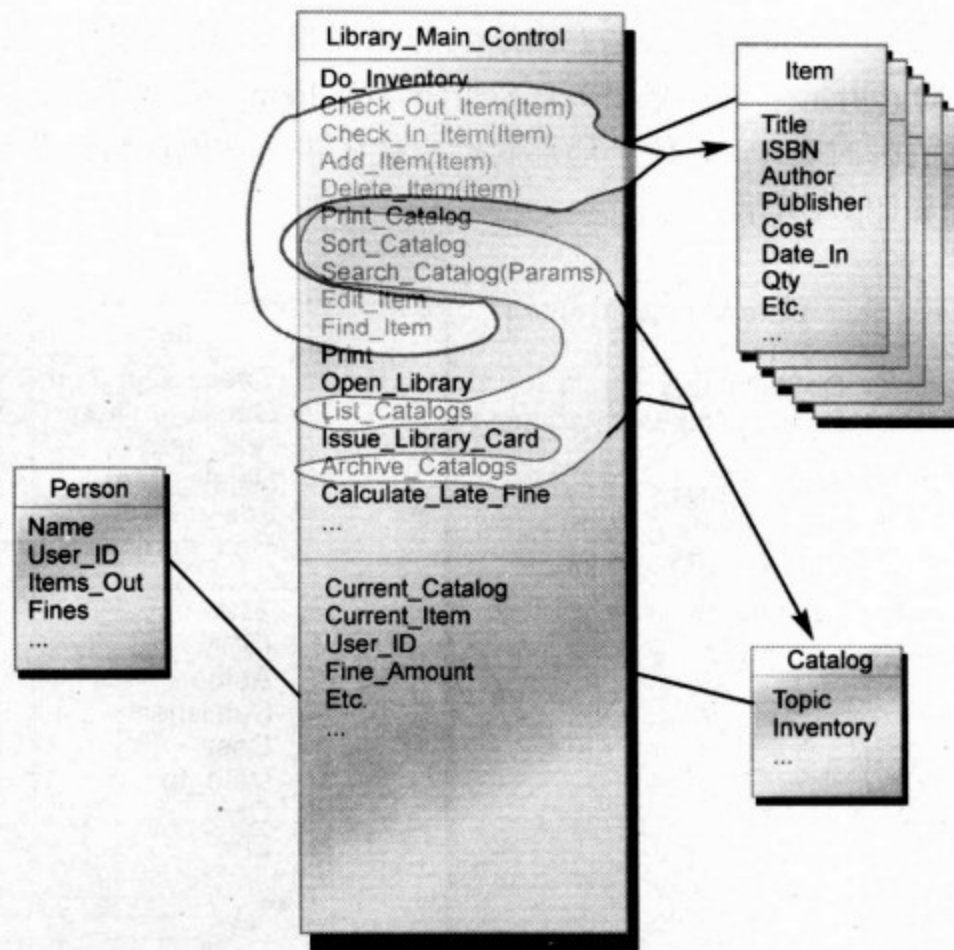 Library_Main_Control
Do_Inventory
Check_Out_Item(Item)
Check_In_Item(Item)
Add_Item(Item)
Delete_Item(Item)
Print_Catalog
Sort_Catalog
Search_Catalog(Params)
Edit_Item
Find_Item
Print
Open_Library
List_Catalogs
Issue_Library_Card
Archive_Catalogs
Calculate_Late_Fine
...
Current_Catalog
Current_Item
User_ID
Fine_Amount
Etc.
...
Item
Title
ISBN
Author
Publisher
Cost
Date_In
Qty
Etc.
...
Person
Name
User_ID
Items_Out
Fines
...
Catalog
Topic
Inventory
...